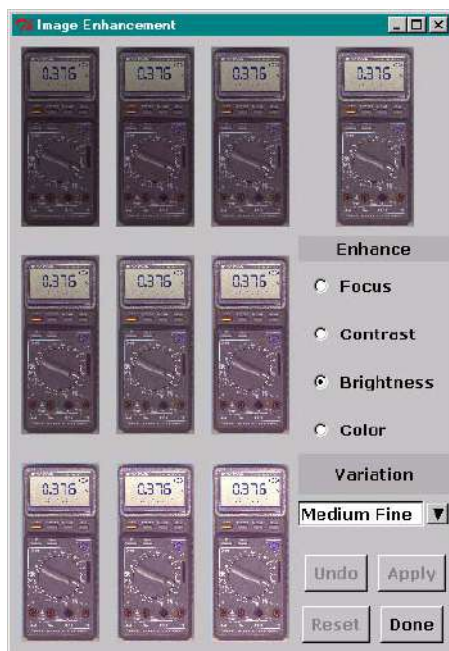 Image Enhancement
0.376 0.376 0.376 0.376
Enhance
Focus
0.376 0.376 0.376
Contrast
Brightness
Color
Variation
0.376 0.376 0.376
Medium Fine
Undo Apply
Reset Done